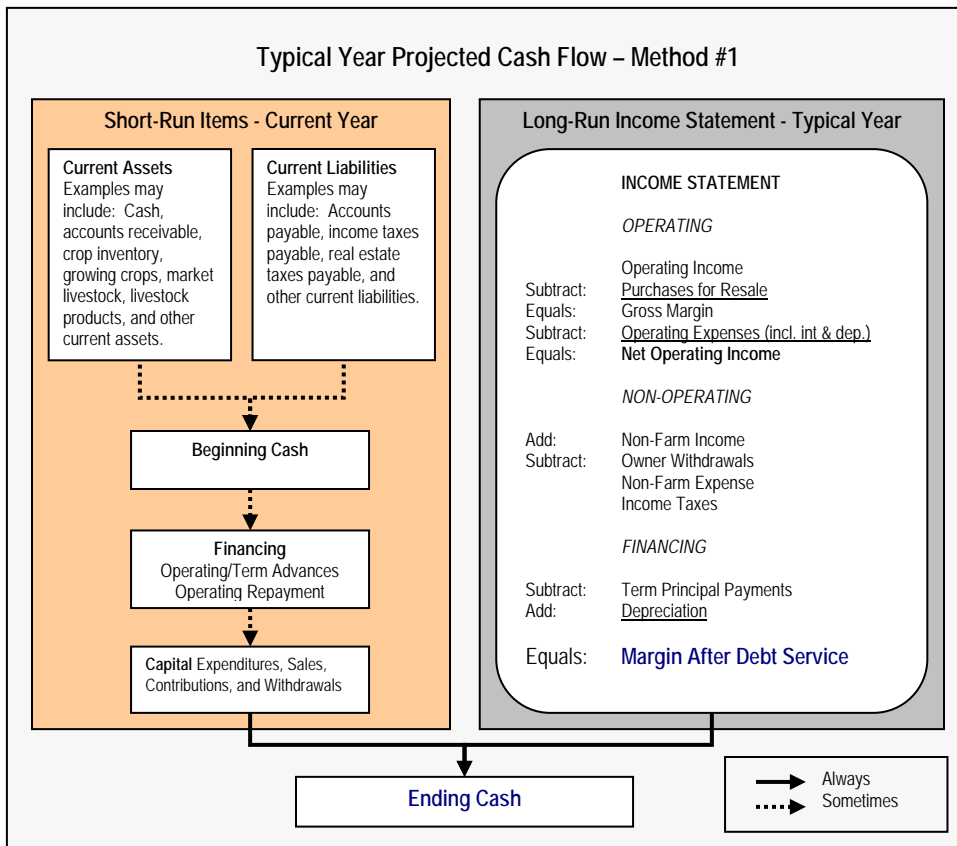 Typical Year Projected Cash Flow – Method #1
Short-Run Items - Current Year
Current Assets
Examples may
include: Cash,
accounts receivable,
crop inventory,
growing crops, market
livestock, livestock
products, and other
current assets.
Current Liabilities
Examples may
include: Accounts
payable, income taxes
payable, real estate
taxes payable, and
other current liabilities.
Beginning Cash
Financing
Operating/Term Advances
Operating Repayment
Capital Expenditures, Sales,
Contributions, and Withdrawals
Long-Run Income Statement - Typical Year
INCOME STATEMENT
OPERATING
Operating Income
Subtract: Purchases for Resale
Equals: Gross Margin
Subtract: Operating Expenses (incl. int & dep.)
Equals: Net Operating Income
NON-OPERATING
Add: Non-Farm Income
Subtract: Owner Withdrawals
Non-Farm Expense
Income Taxes
FINANCING
Subtract: Term Principal Payments
Add: Depreciation
Equals: Margin After Debt Service
Ending Cash
Always
Sometimes